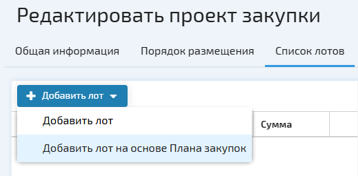 Редактировать проект закупки
Общая информация Порядок размещения Список лотов
Добавить лот
Добавить лот Сумма
Добавить лот на основе Плана закупок